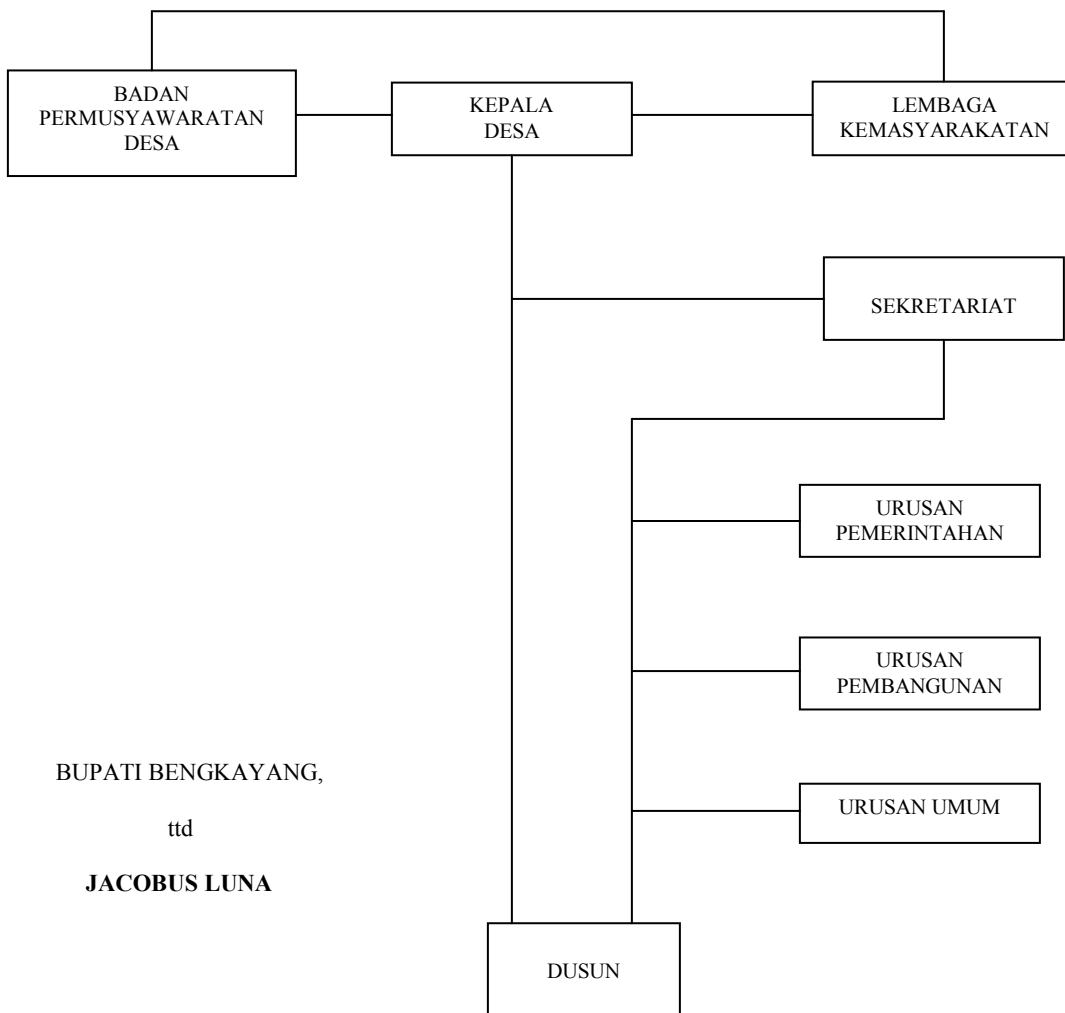 BADAN
PERMUSYAWARATAN
DESA
KEPALA
DESA
LEMBAGA
KEMASYARAKATAN
SEKRETARIAT
URUSAN
PEMERINTAHAN
URUSAN
PEMBANGUNAN
URUSAN UMUM
BUPATI BENGKAYANG,
ttd
JACOBUS LUNA
DUSUN